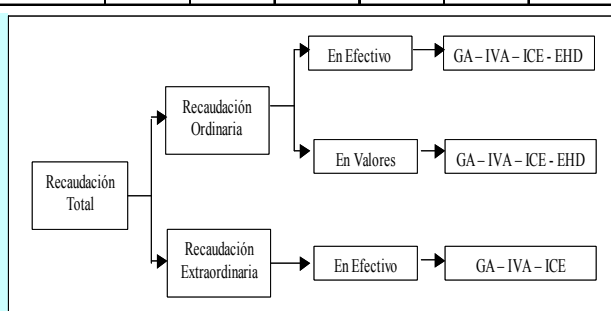 En Efectivo
GA – IVA – ICE - EHD
Recaudación
Ordinaria
En Valores
GA – IVA – ICE - EHD
Recaudación
Total
Recaudación
Extraordinaria
En Efectivo
GA – IVA – ICE